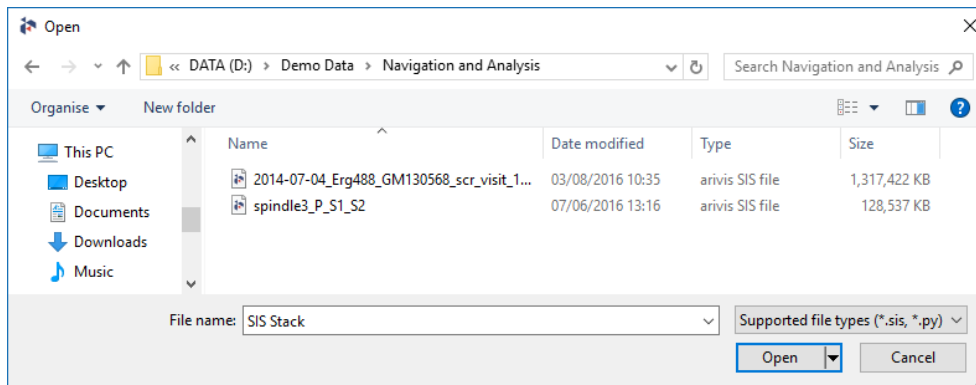 Open
« DATA (D:) > Demo Data > Navigation and Analysis
Search Navigation and Analysis
Organise
New folder
This PC
Desktop
Documents
Downloads
Music
Name
Date modified
Type
Size
2014-07-04_Erg488_GM130568_scr_visit_1...
03/08/2016 10:35
arivis SIS file
1,317,422 KB
spindle3_P_S1_S2
07/06/2016 13:16
arivis SIS file
128,537 KB
File name:
SIS Stack
Supported file types (*.sis, *.py)
Open
Cancel